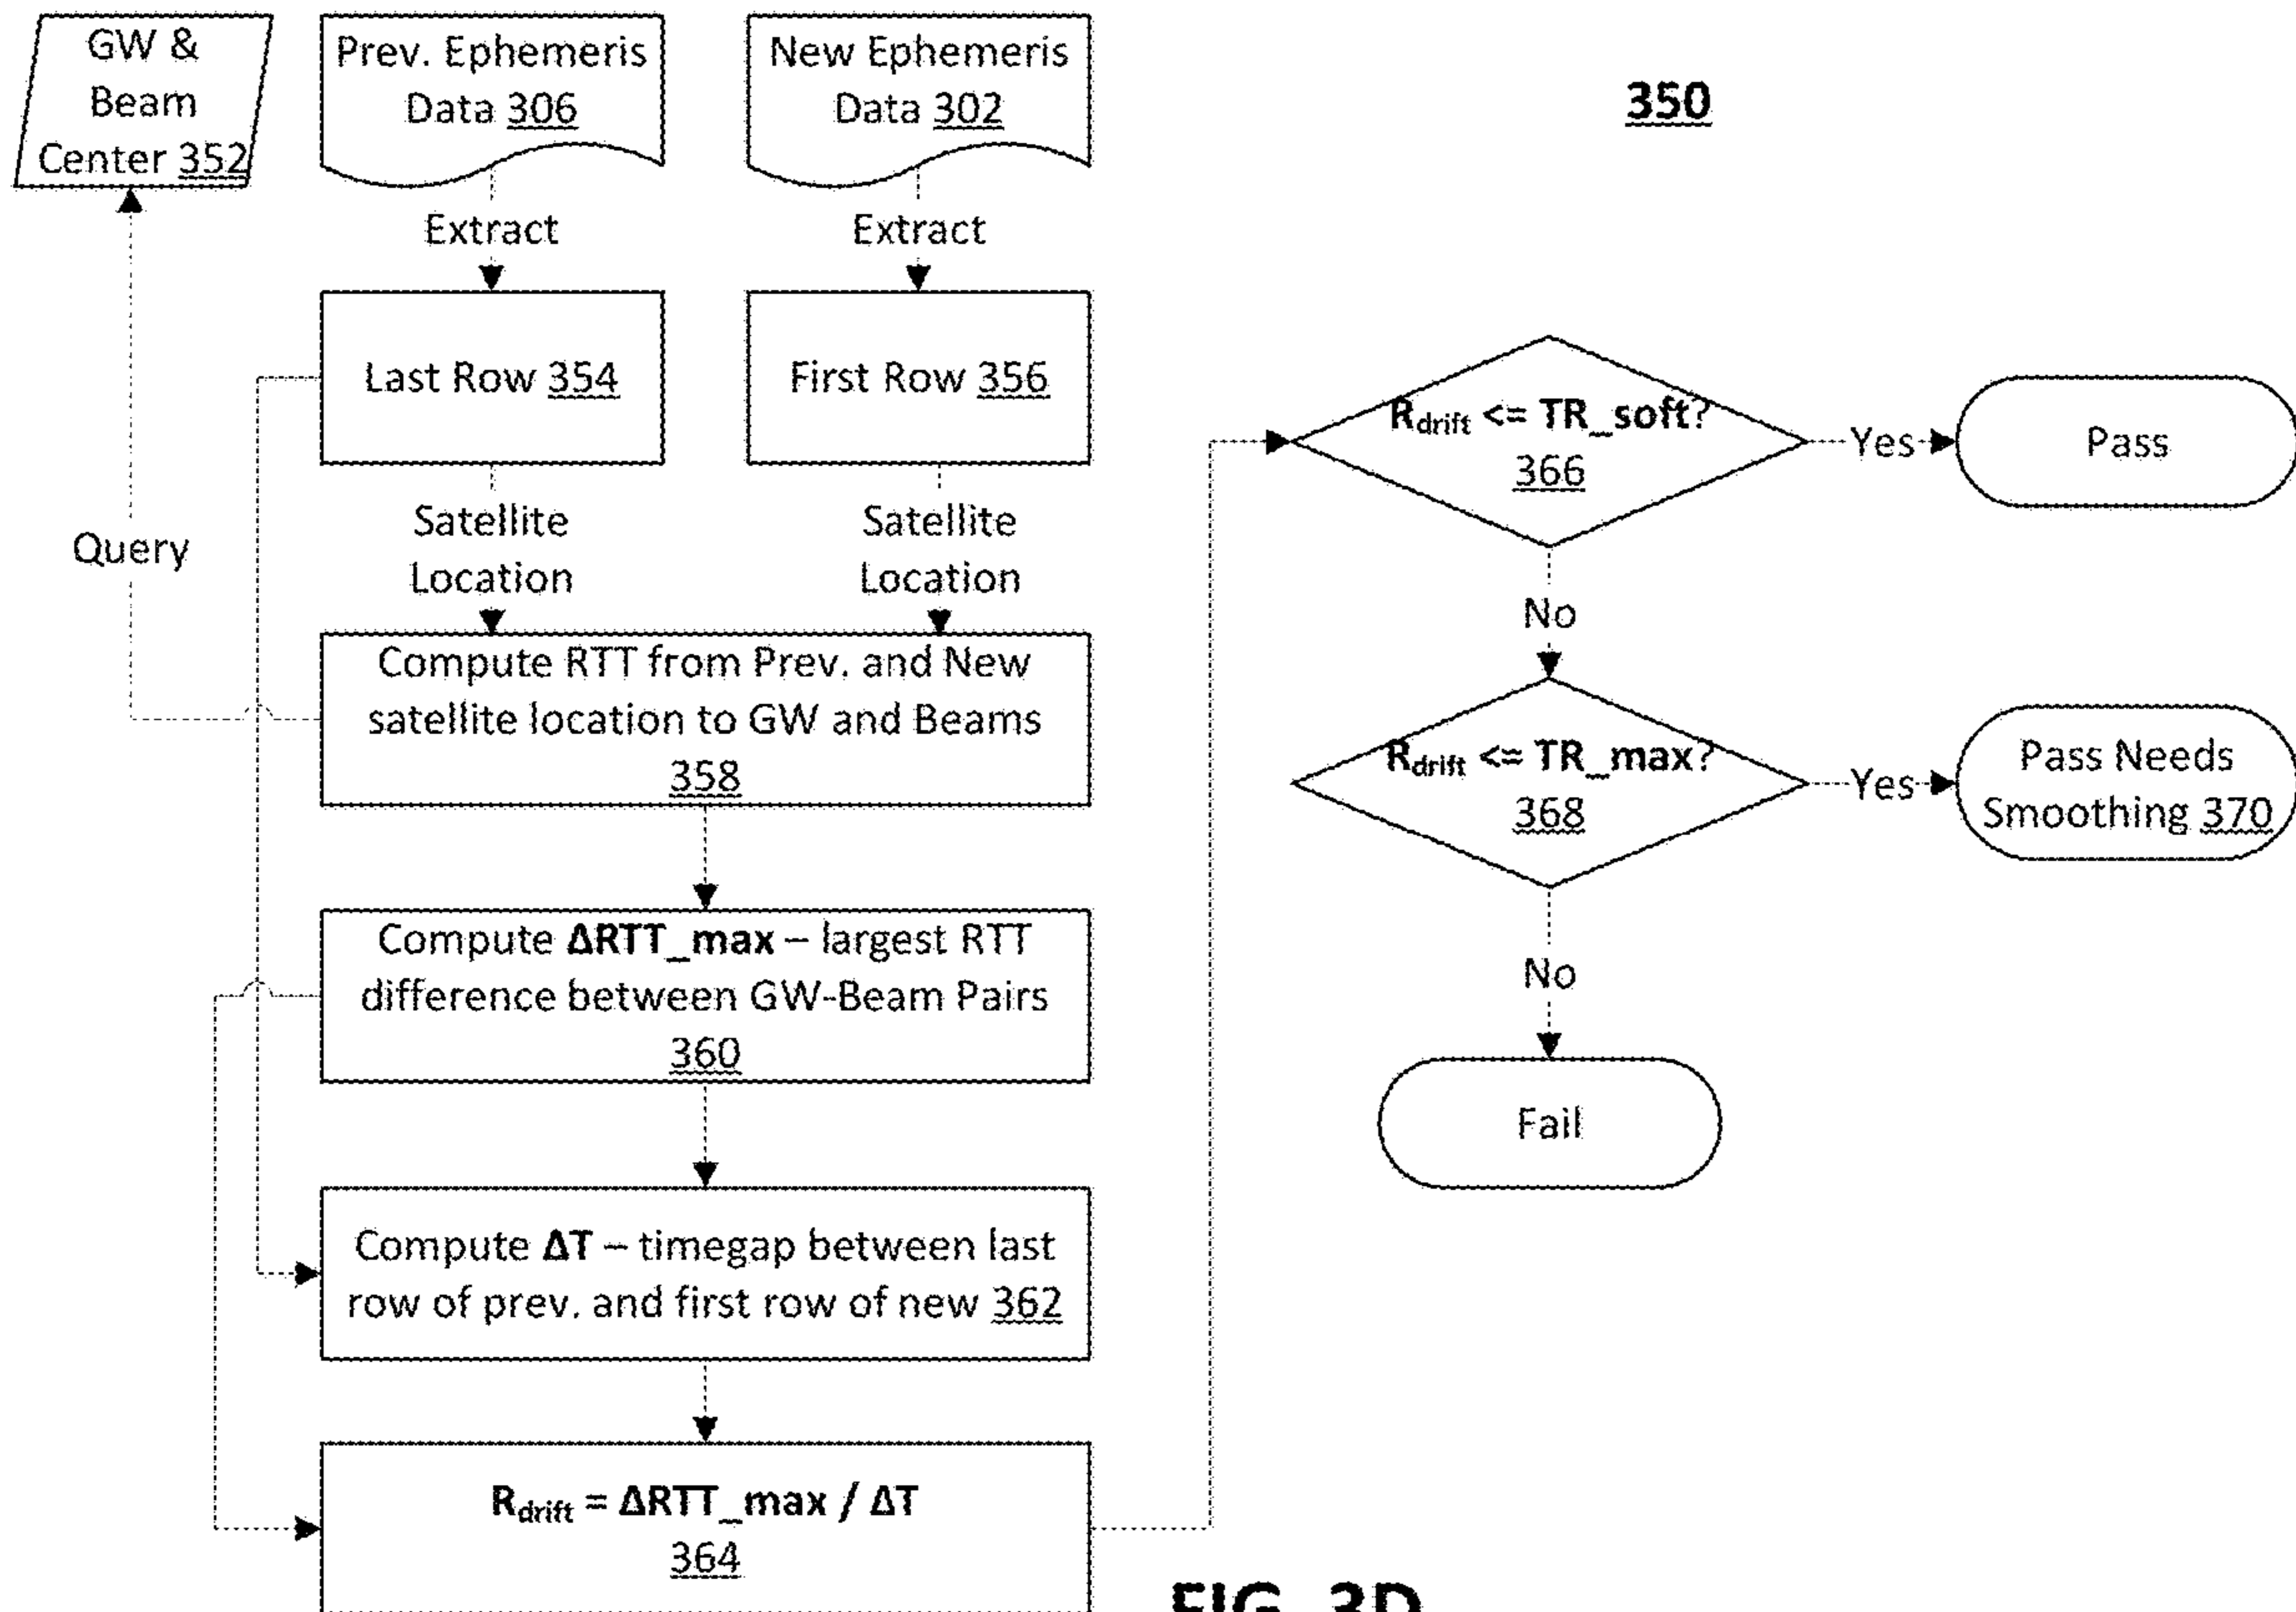 GW &
Beam
Center 352
Prev. Ephemeris
Data 306
New Ephemeris
Data 302
350
Extract
Extract
Last Row 354
First Row 356
Query
Satellite
Location
Satellite
Location
Compute RTT from Prev. and New
satellite location to GW and Beams
358
Compute ΔRTT_max – largest RTT
difference between GW-Beam Pairs
360
Compute ΔT – timegap between last
row of prev. and first row of new 362
Rdrift = ΔRTT_max / ΔT
364
Rdrift <= TR_soft?
366
Yes
Pass
No
Rdrift <= TR_max?
368
Yes
Pass Needs
Smoothing 370
No
Fail
FIG. 3D